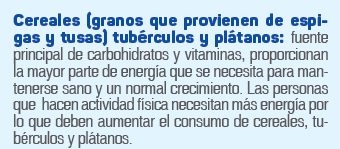 Cereales (granos que provienen de espi-
gas y tusas) tubérculos y plátanos: fuente
principal de carbohidratos y vitaminas, proporcionan
la mayor parte de energía que se necesita para man-
tenerse sano y un normal crecimiento. Las personas
que hacen actividad física necesitan más energía por
lo que deben aumentar el consumo de cereales, tu-
bérculos y plátanos.